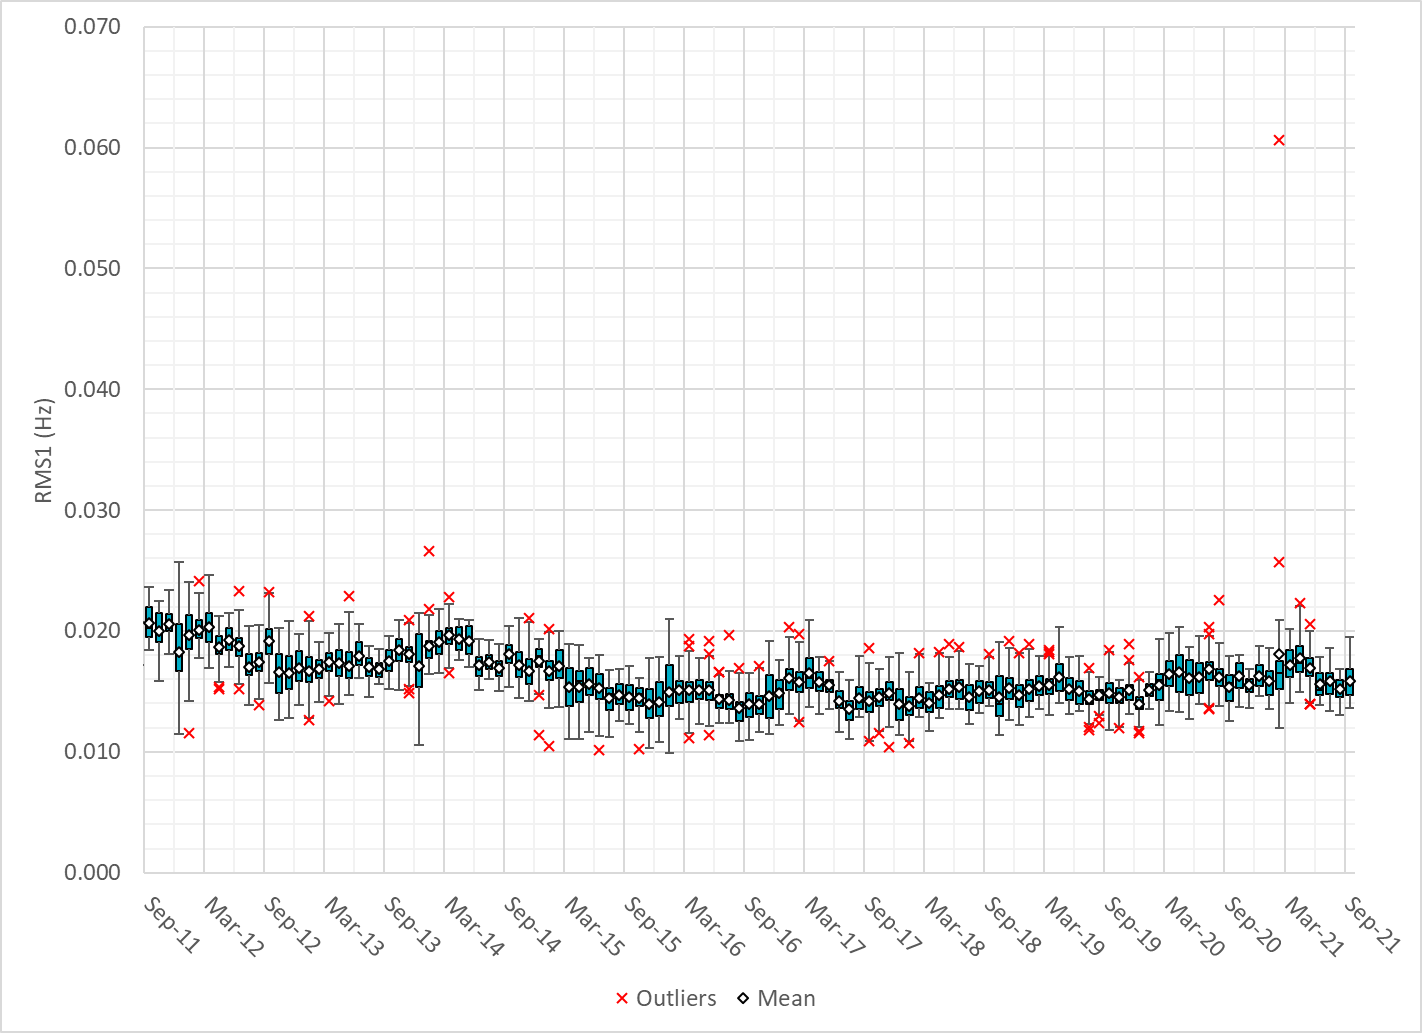 0.070
0.060
0.050
0.040
0.030
0.020
0.010
0.000
RMS1 (Hz)
Sep-11
Mar-12
Sep-12
Mar-13
Sep-13
Mar-14
Sep-14
Mar-15
Sep-15
Mar-16
Sep-16
Mar-17
Sep-17
Mar-18
Sep-18
Mar-19
Sep-19
Mar-20
Sep-20
Mar-21
Sep-21
Outliers
Mean